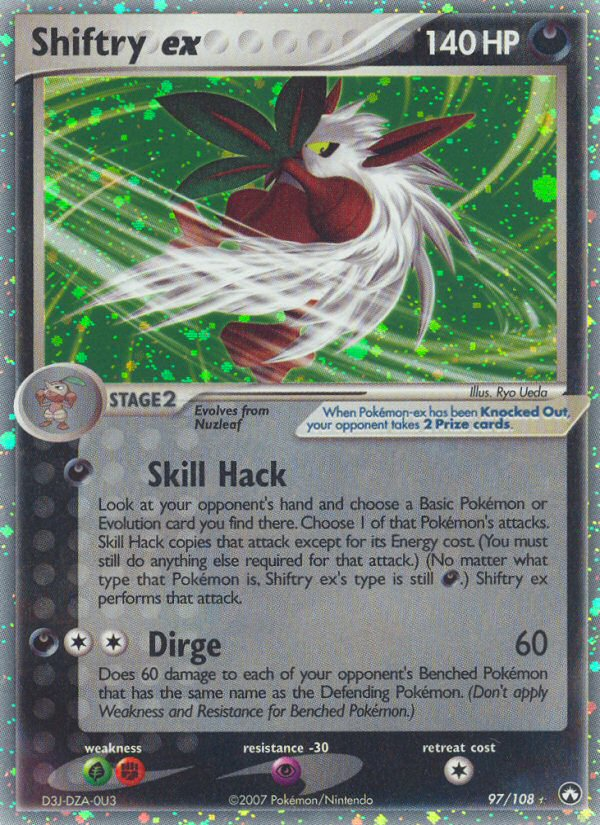 Shiftry ex 140 HP
Illus. Ryo Ueda
STAGE 2
Evolves from
Nuzleaf
When Pokémon-ex has been Knocked Out,
your opponent takes 2 Prize cards.
Skill Hack
Look at your opponent's hand and choose a Basic Pokémon or
Evolution card you find there. Choose 1 of that Pokémon's attacks.
Skill Hack copies that attack except for its Energy cost. (You must
still do anything else required for that attack.) (No matter what
type that Pokémon is, Shiftry ex's type is still .) Shiftry ex
performs that attack.
Dirge 60
Does 60 damage to each of your opponent's Benched Pokémon
that has the same name as the Defending Pokémon. (Don't apply
Weakness and Resistance for Benched Pokémon.)
weakness resistance -30 retreat cost
D3J-DZA-0U3 ©2007 Pokémon/Nintendo 97/108